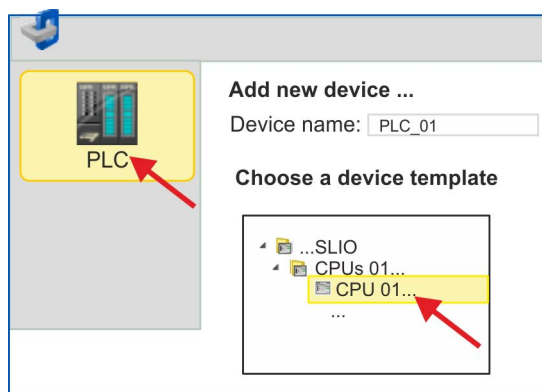 PLC
Add new device ...
Device name: PLC_01
Choose a device template
...SLIO
CPUs 01...
CPU 01...
...